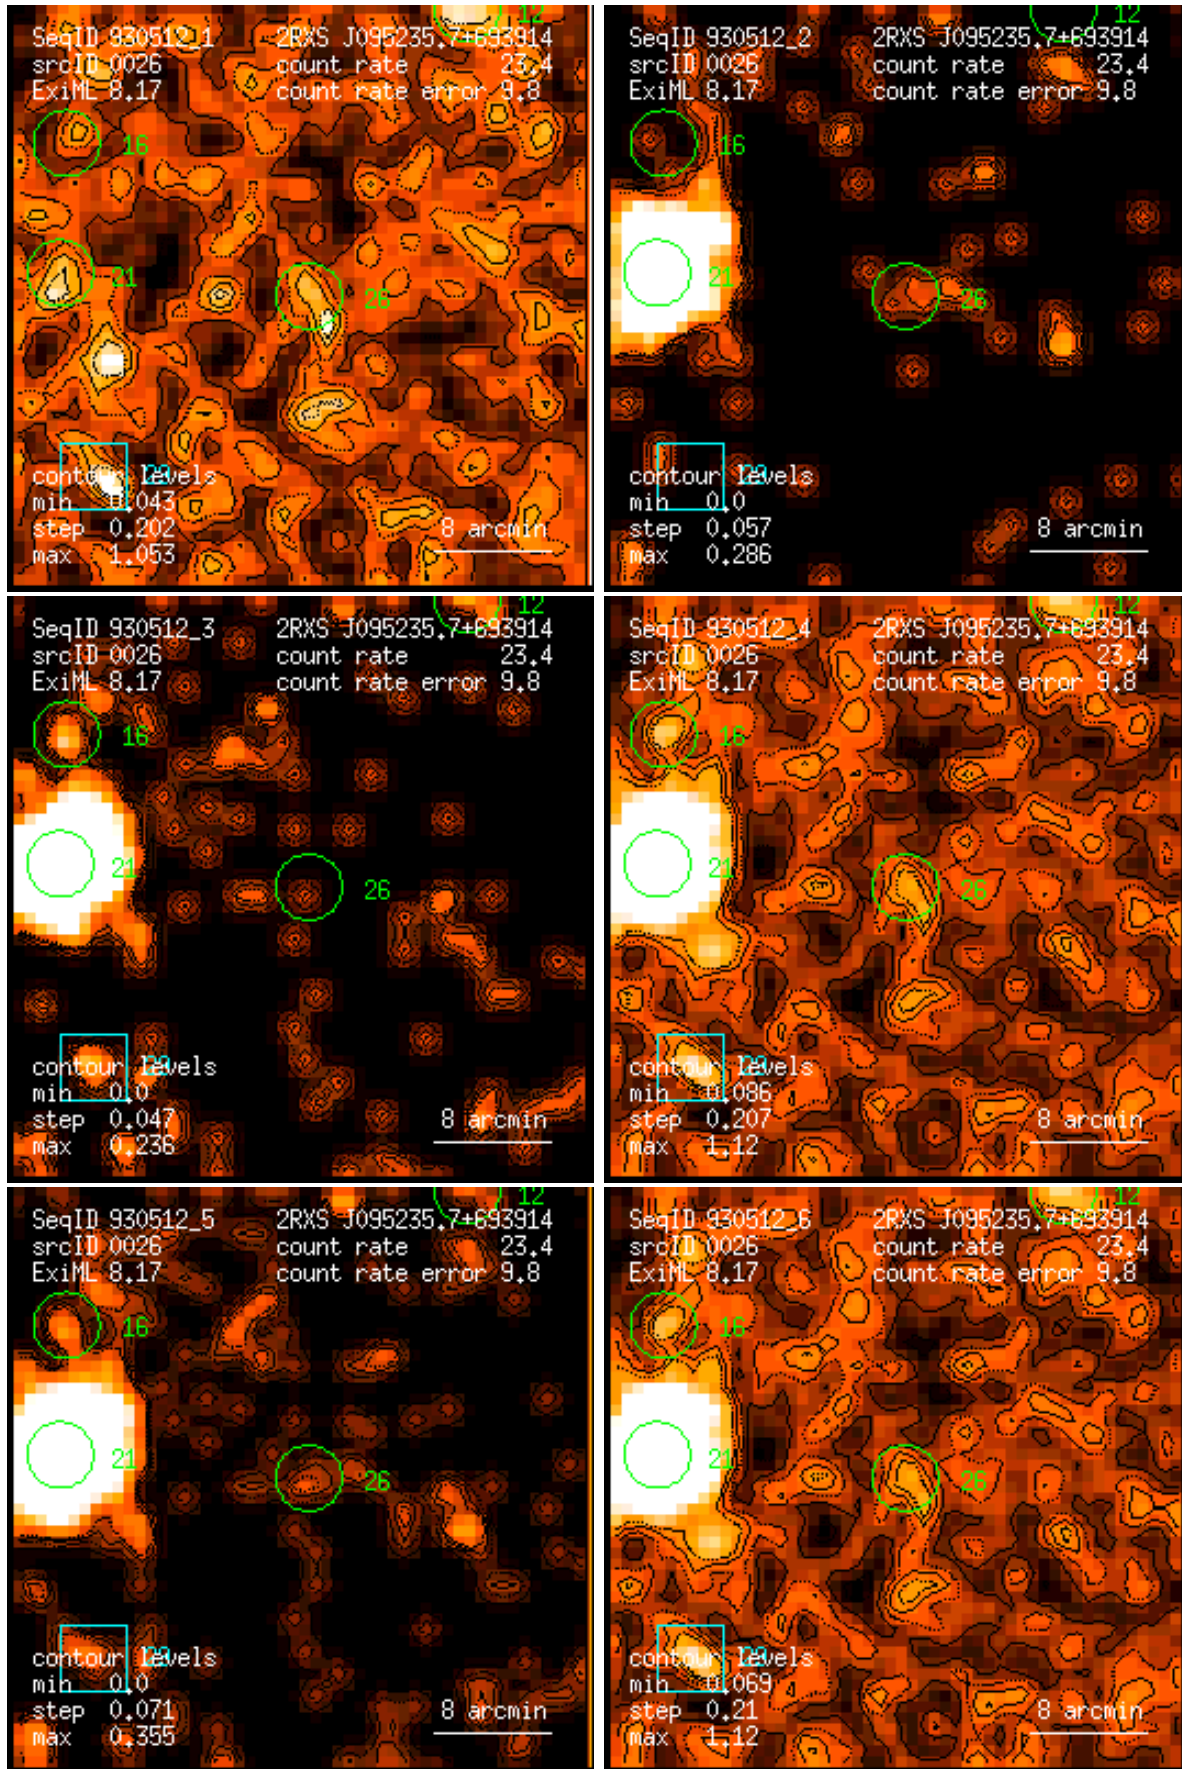 12
SeqID 930512_1 2RXS J095235.7+693914
srcID 0026 count rate 23.4
ExiML 8.17 count rate error 9.8
16
21
26
29
contour levels
min 0.043
step 0.202 8 arcmin
max 1.053
12
SeqID 930512_2 2RXS J095235.7+693914
srcID 0026 count rate 23.4
ExiML 8.17 count rate error 9.8
16
21
26
29
contour levels
min 0.0
step 0.057 8 arcmin
max 0.286
12
SeqID 930512_3 2RXS J095235.7+693914
srcID 0026 count rate 23.4
ExiML 8.17 count rate error 9.8
16
21
26
29
contour levels
min 0.0
step 0.047 8 arcmin
max 0.236
12
SeqID 930512_4 2RXS J095235.7+693914
srcID 0026 count rate 23.4
ExiML 8.17 count rate error 9.8
16
21
26
29
contour levels
min 0.086
step 0.207 8 arcmin
max 1.12
12
SeqID 930512_5 2RXS J095235.7+693914
srcID 0026 count rate 23.4
ExiML 8.17 count rate error 9.8
16
21
26
29
contour levels
min 0.0
step 0.071 8 arcmin
max 0.355
12
SeqID 930512_6 2RXS J095235.7+693914
srcID 0026 count rate 23.4
ExiML 8.17 count rate error 9.8
16
21
26
29
contour levels
min 0.069
step 0.21 8 arcmin
max 1.12